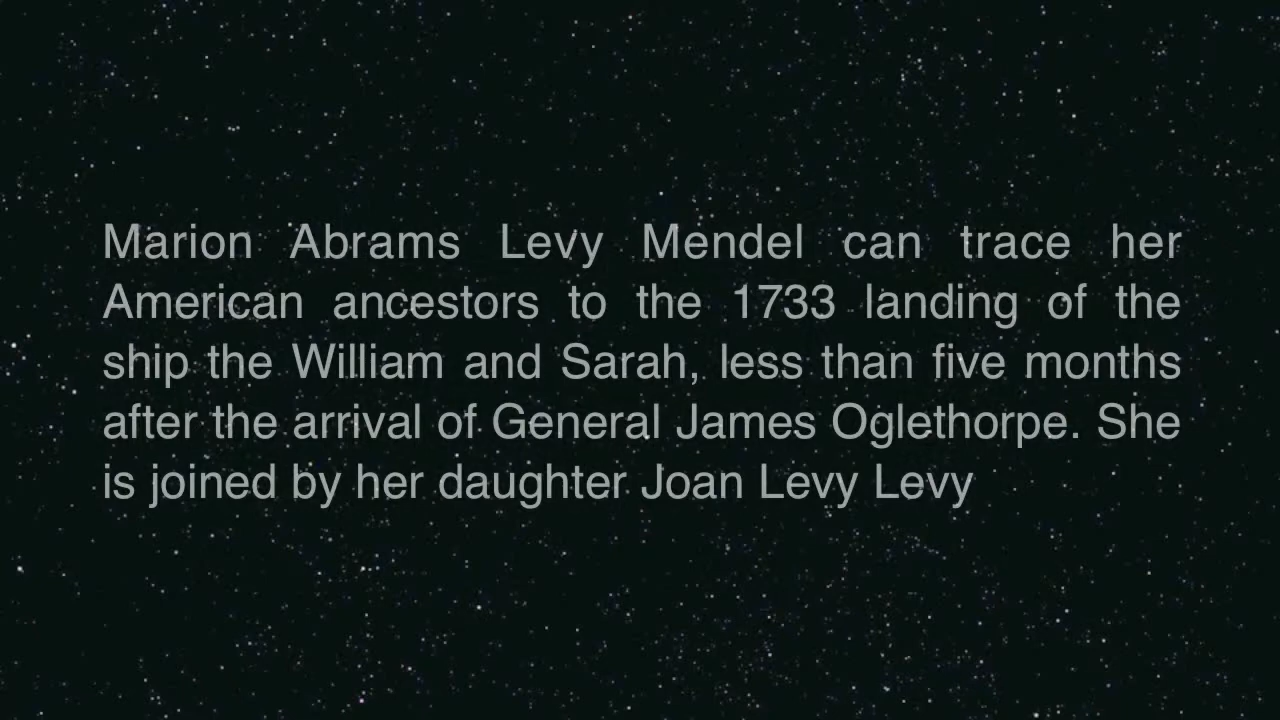 Marion Abrams Levy Mendel can trace her
American ancestors to the 1733 landing of the
ship the William and Sarah, less than five months
after the arrival of General James Oglethorpe. She
is joined by her daughter Joan Levy Levy